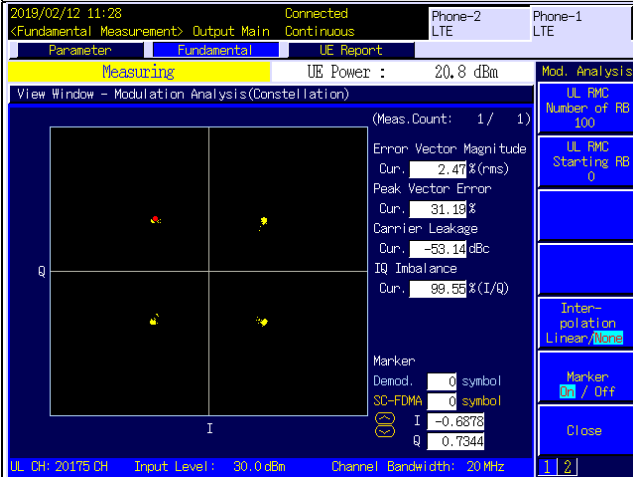 2019/02/12 11:28 Connected Phone-2 Phone-1
<Fundamental Measurement> Output Main Continuous LTE LTE
Parameter Fundamental UE Report
Measuring UE Power : 20.8 dBm Mod. Analysis
View Window - Modulation Analysis(Constellation)
UL RMC
Number of RB
100
(Meas.Count: 1/ 1)
Error Vector Magnitude
Cur. 2.47 %(rms)
UL RMC
Starting RB
0
Peak Vector Error
Cur. 31.19 %
Carrier Leakage
Cur. -53.14 dBc
IQ Imbalance
Cur. 99.55 %(I/Q)
Q
Inter-
polation
Linear/None
Marker
Demod. 0 symbol
SC-FDMA 0 symbol
I -0.6878
Q 0.7344
Marker
On / Off
I
Close
UL CH: 20175 CH Input Level: 30.0 dBm Channel Bandwidth: 20 MHz 1 2